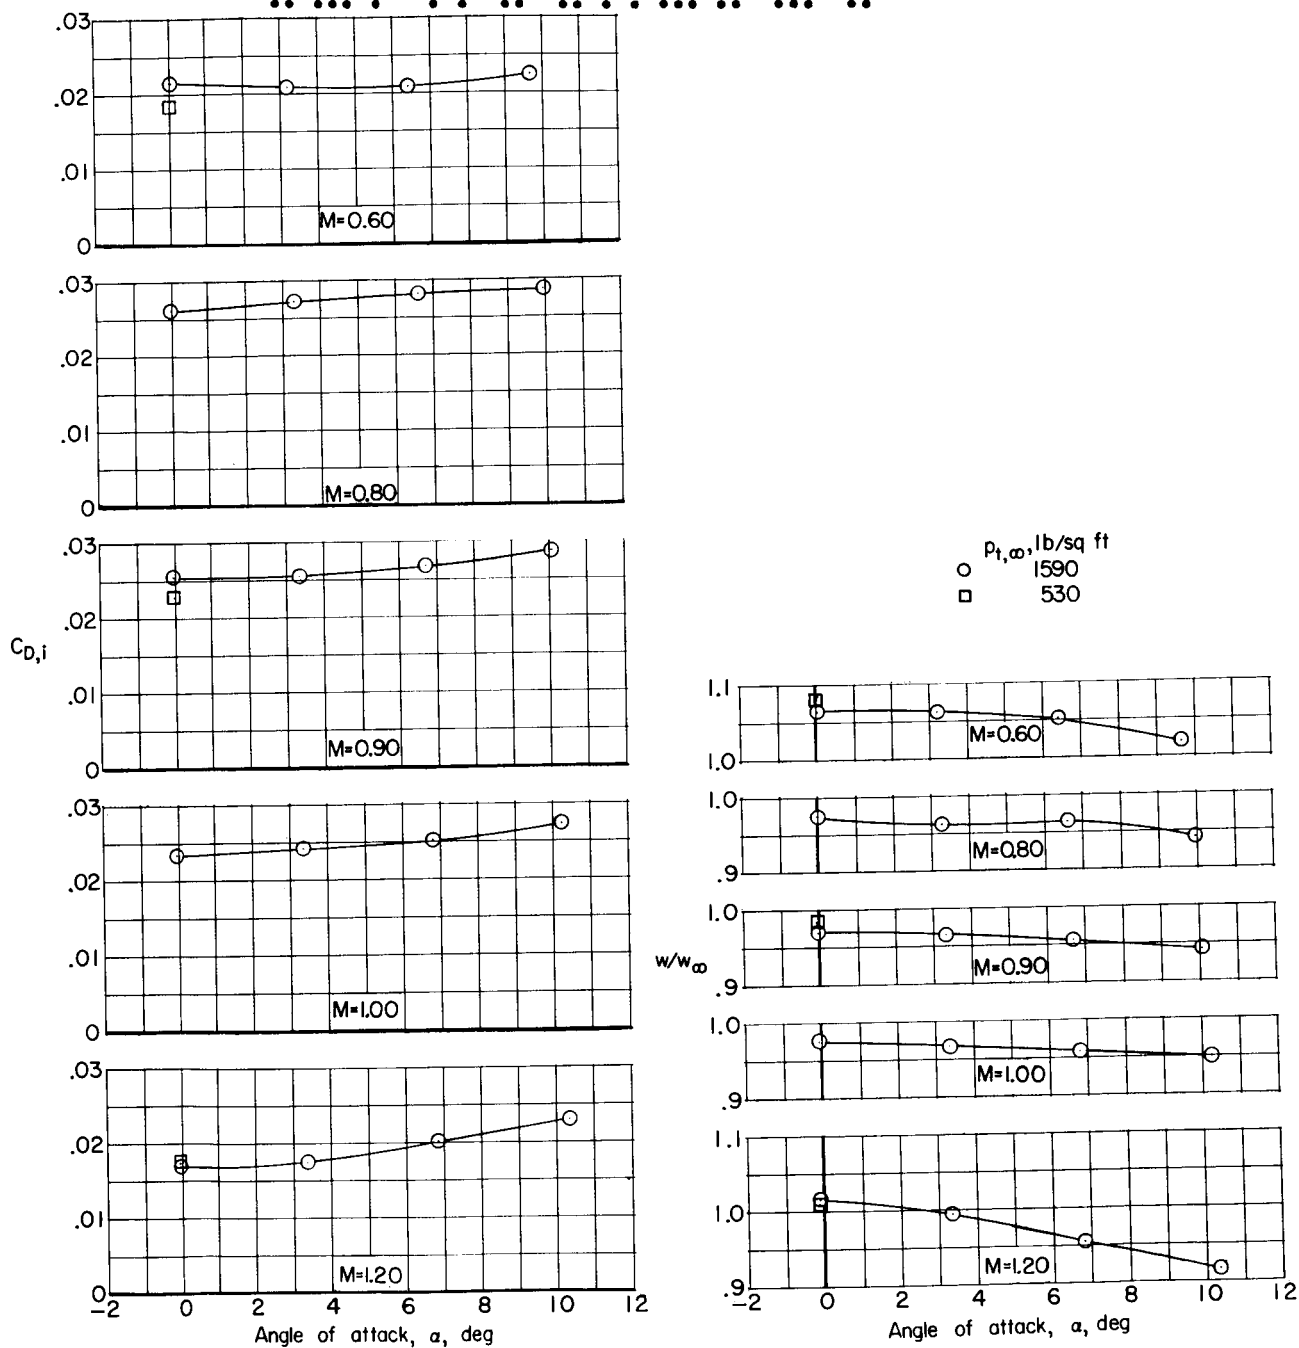 .03
.02
.01
0
M=0.60
.03
.02
.01
0
M=0.80
.03
.02
.01
0
M=0.90
C_{D,i}
.03
.02
.01
0
M=1.00
.03
.02
.01
0
M=1.20
-2 0 2 4 6 8 10 12
Angle of attack, α, deg
p_{t,∞}, lb/sq ft
○ 1590
□ 530
1.1
1.0
M=0.60
1.0
.9
M=0.80
1.0
.9
M=0.90
w/w_∞
1.0
.9
M=1.00
1.1
1.0
.9
M=1.20
-2 0 2 4 6 8 10 12
Angle of attack, α, deg